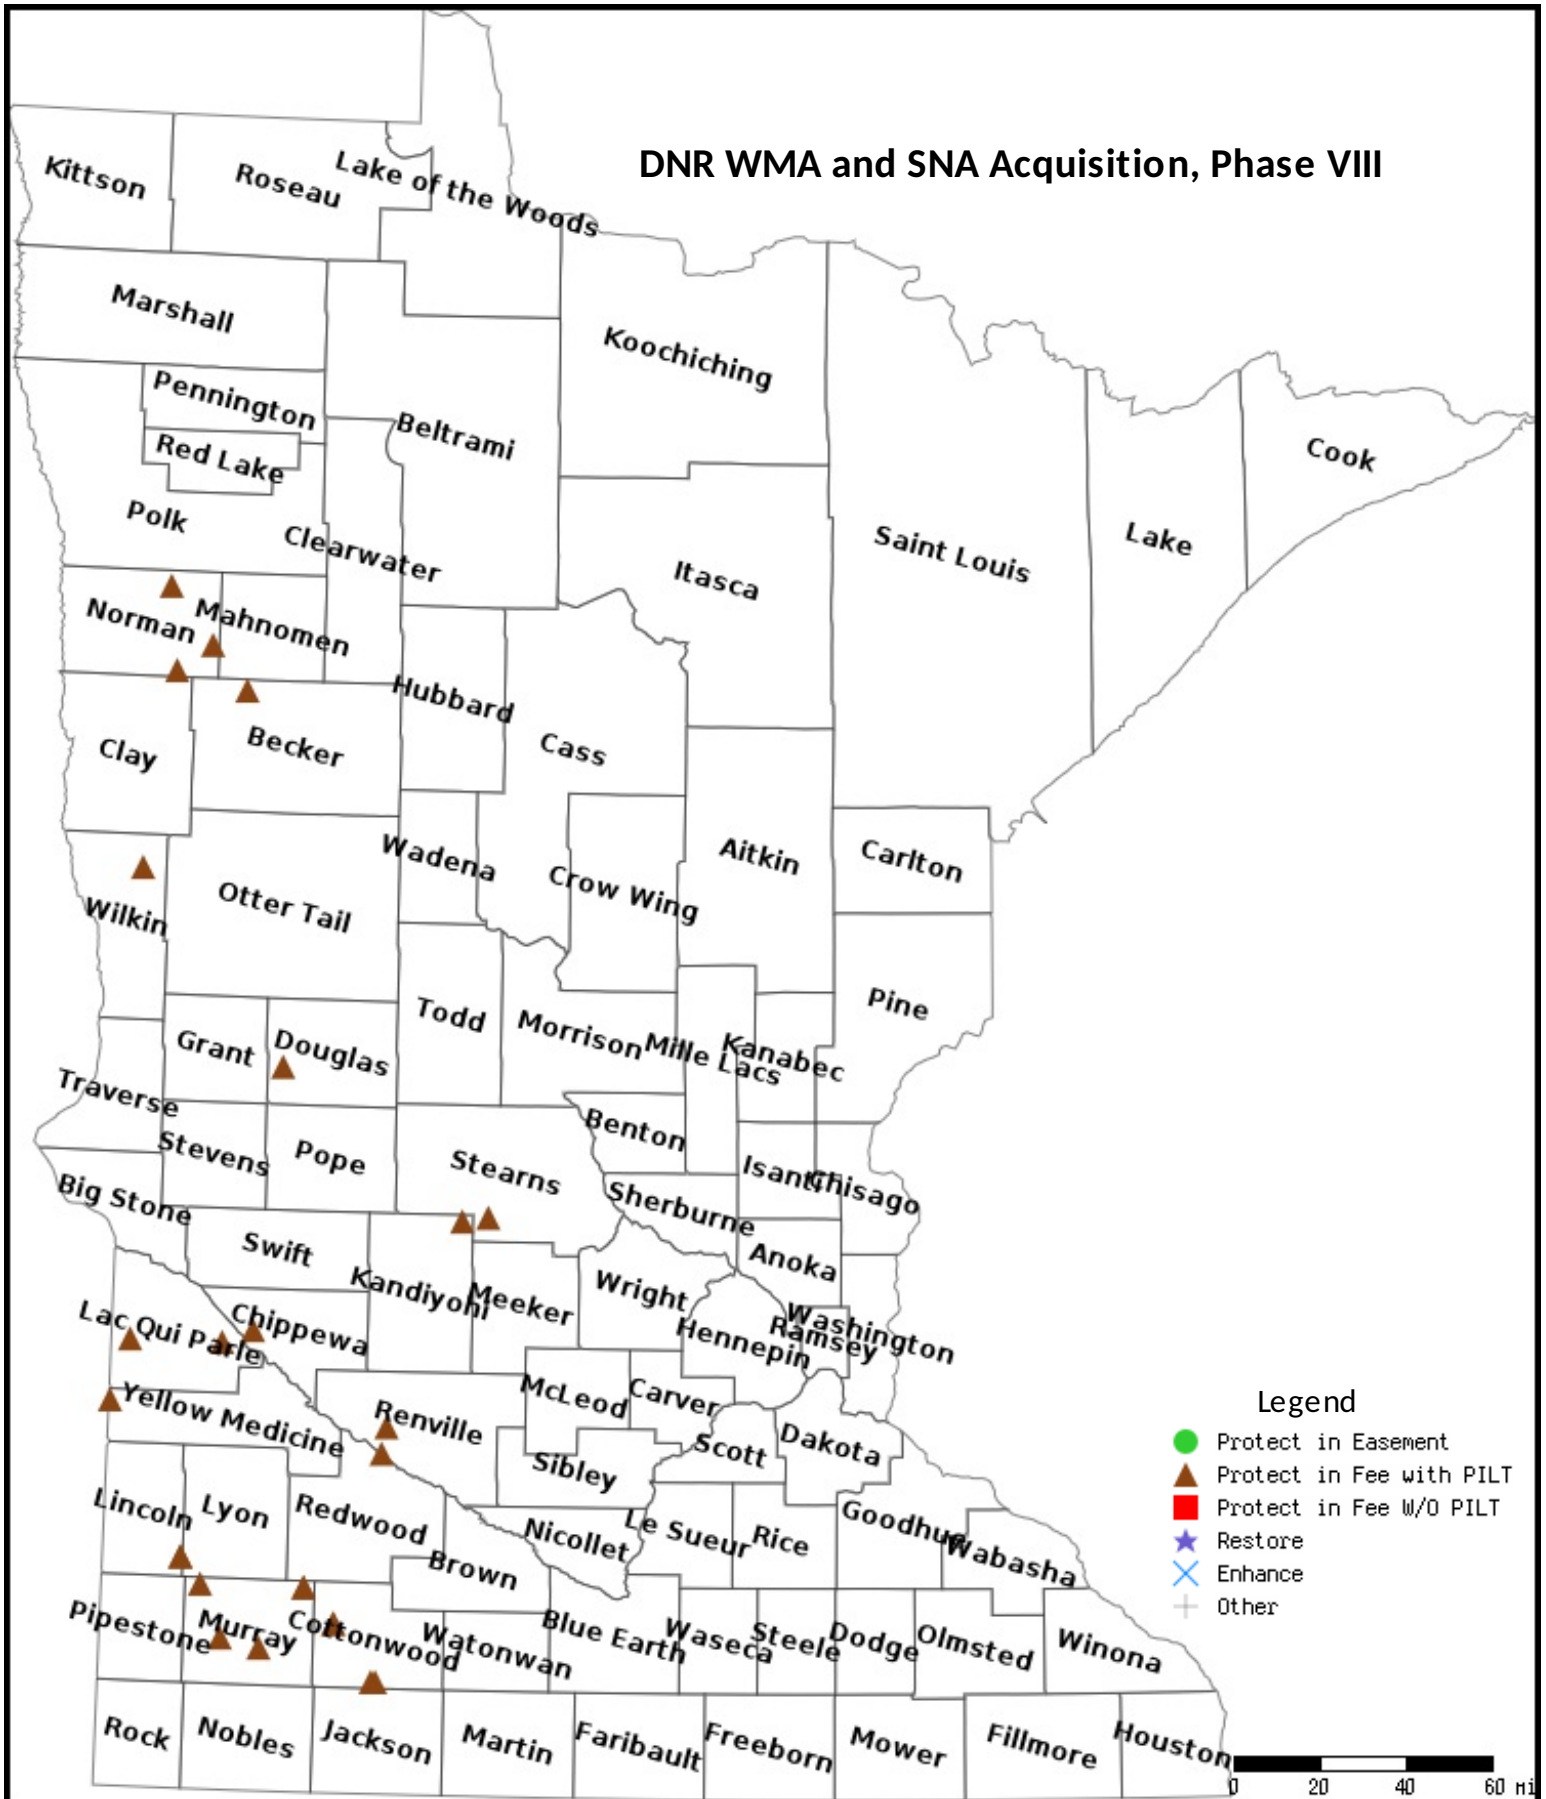 DNR WMA and SNA Acquisition, Phase VIII
Kittson
Roseau
Lake of the Woods
Marshall
Koochiching
Pennington
Beltrami
Red Lake
Cook
Polk
Clearwater
Saint Louis
Lake
Itasca
Norman
Mahnomen
Hubbard
Clay
Becker
Cass
Wadena
Aitkin
Carlton
Otter Tail
Crow Wing
Wilkin
Todd
Morrison
Pine
Grant
Douglas
Mille Lacs
Kanabec
Traverse
Stevens
Pope
Stearns
Benton
Isanti
Chisago
Big Stone
Sherburne
Swift
Anoka
Kandiyohi
Meeker
Wright
Lac Qui Parle
Chippewa
Hennepin
Ramsey
Washington
Yellow Medicine
Renville
McLeod
Carver
Scott
Dakota
Sibley
Lincoln
Lyon
Redwood
Nicollet
Le Sueur
Rice
Goodhue
Wabasha
Brown
Pipestone
Murray
Cottonwood
Watonwan
Blue Earth
Waseca
Steele
Dodge
Olmsted
Winona
Rock
Nobles
Jackson
Martin
Faribault
Freeborn
Mower
Fillmore
Houston
Legend
Protect in Easement
Protect in Fee with PILT
Protect in Fee W/O PILT
Restore
Enhance
Other
0 20 40 60 mi